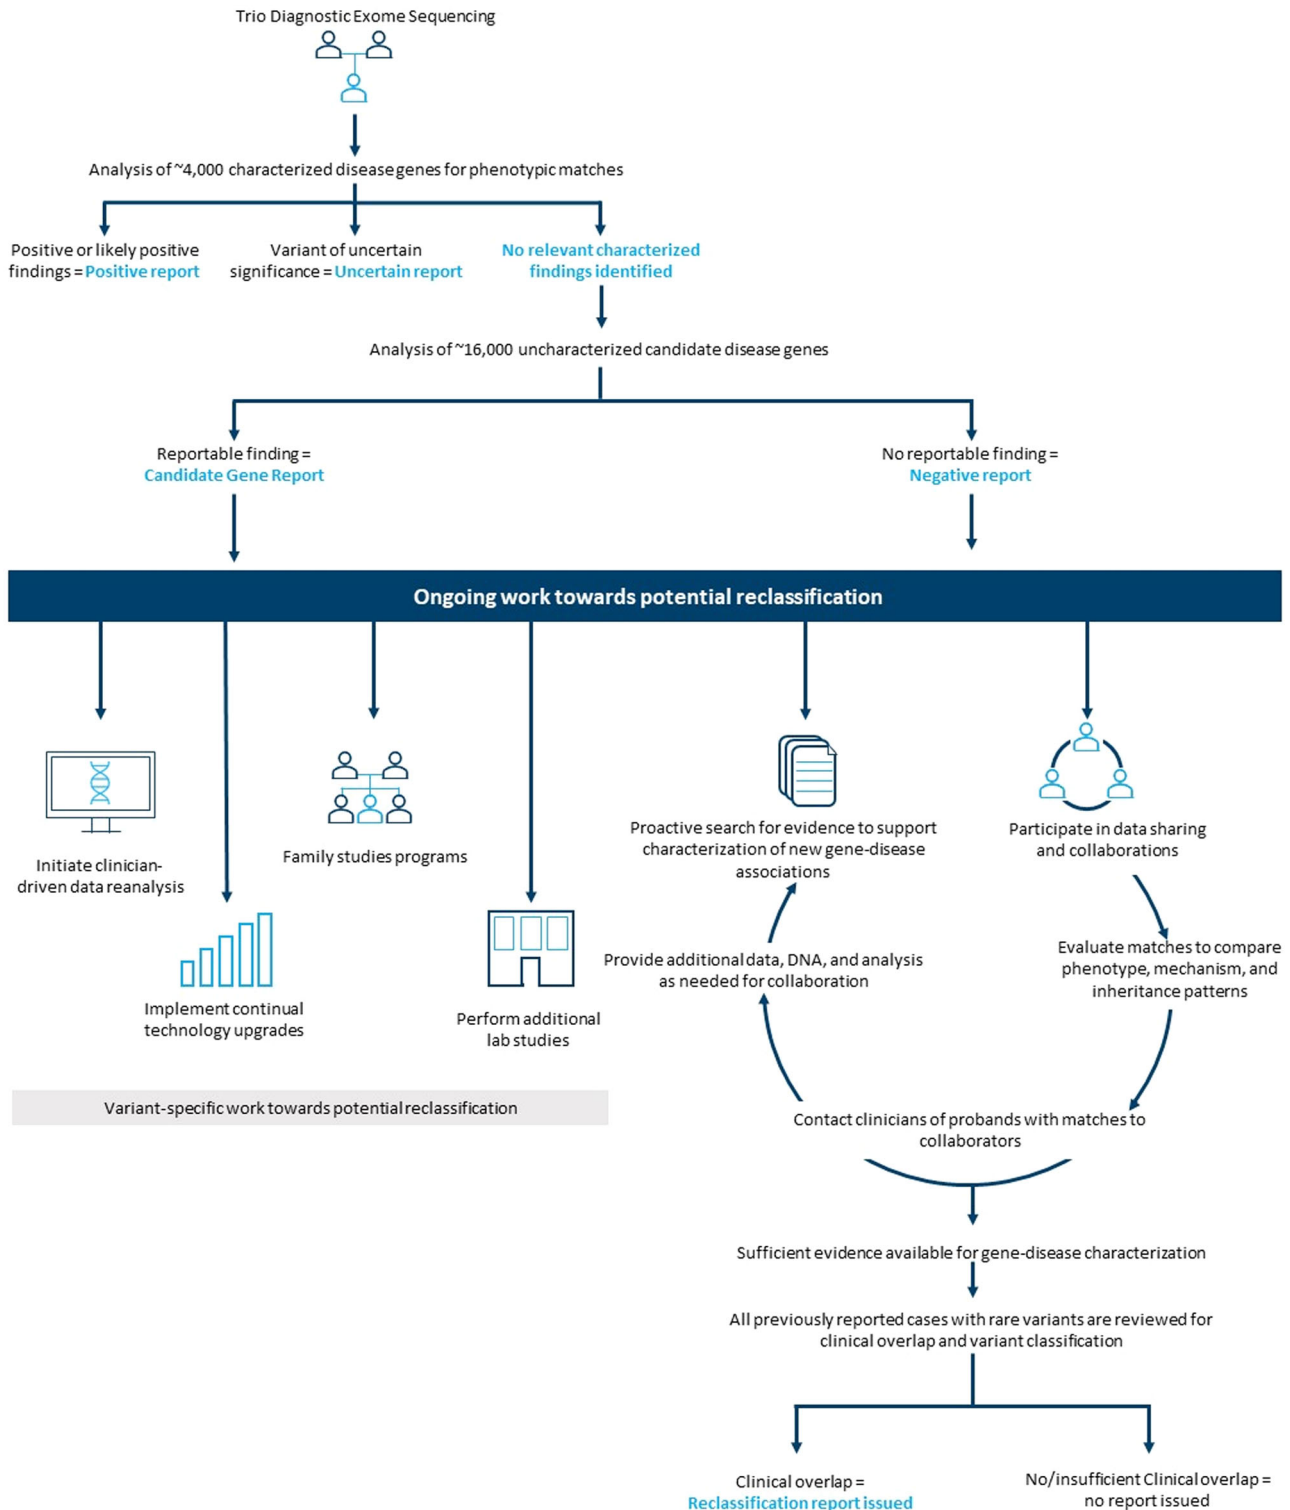 Trio Diagnostic Exome Sequencing
Analysis of ~4,000 characterized disease genes for phenotypic matches
Positive or likely positive
findings = Positive report
Variant of uncertain
significance = Uncertain report
No relevant characterized
findings identified
Analysis of ~16,000 uncharacterized candidate disease genes
Reportable finding =
Candidate Gene Report
No reportable finding =
Negative report
Ongoing work towards potential reclassification
Initiate clinician-
driven data reanalysis
Implement continual
technology upgrades
Family studies programs
Perform additional
lab studies
Variant-specific work towards potential reclassification
Proactive search for evidence to support
characterization of new gene-disease
associations
Participate in data sharing
and collaborations
Provide additional data, DNA, and analysis
as needed for collaboration
Evaluate matches to compare
phenotype, mechanism, and
inheritance patterns
Contact clinicians of probands with matches to
collaborators
Sufficient evidence available for gene-disease characterization
All previously reported cases with rare variants are reviewed for
clinical overlap and variant classification
Clinical overlap =
Reclassification report issued
No/insufficient Clinical overlap =
no report issued